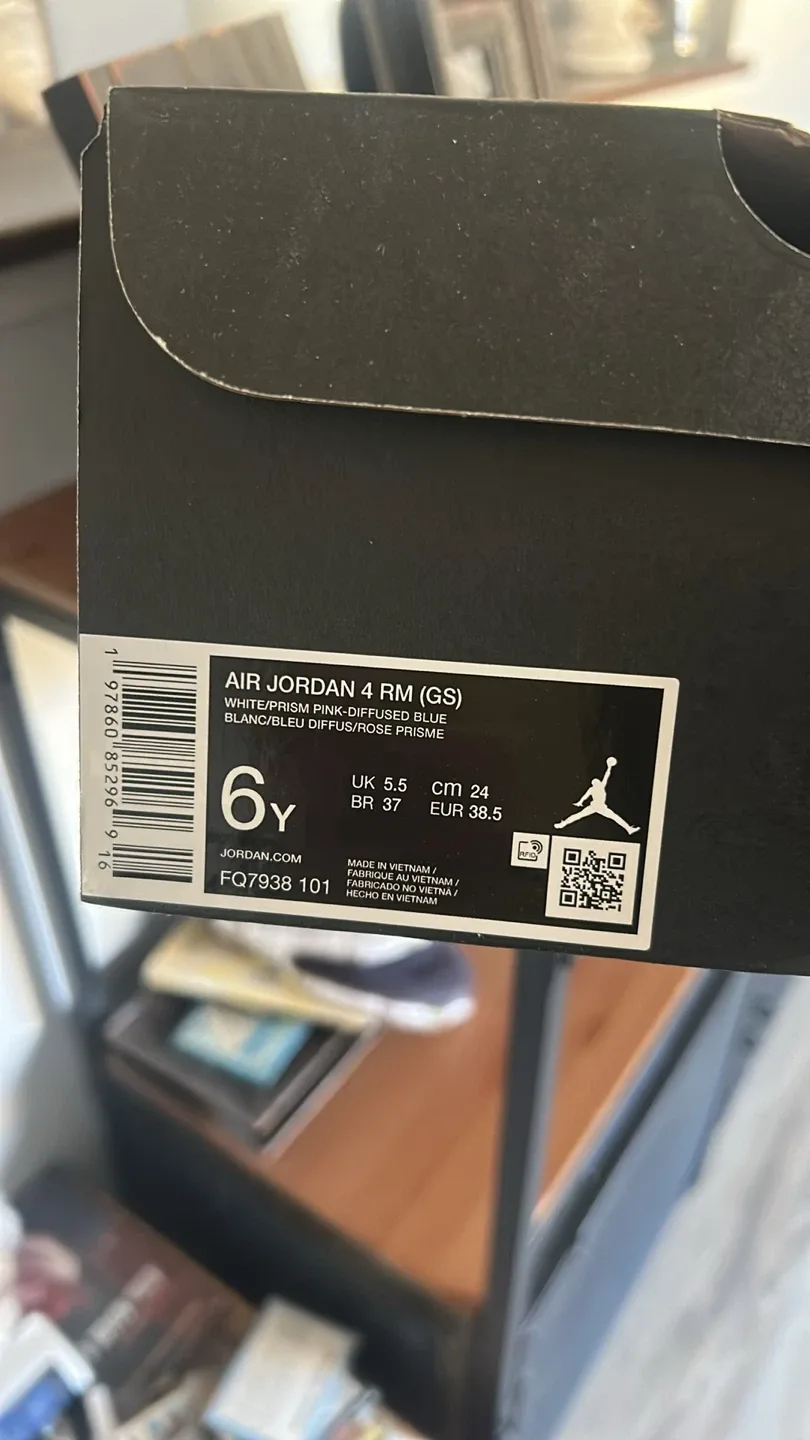 AIR JORDAN 4 RM (GS)
WHITE/PRISM PINK-DIFFUSED BLUE
BLANC/BLEU DIFFUS/ROSE PRISME
6Y
UK 5.5 cm 24
BR 37 EUR 38.5
JORDAN.COM
FQ7938 101
MADE IN VIETNAM /
FABRIQUE AU VIETNAM /
FABRICADO NO VIETNÃ /
HECHO EN VIETNAM
RFID
1 97860 85296 9 16